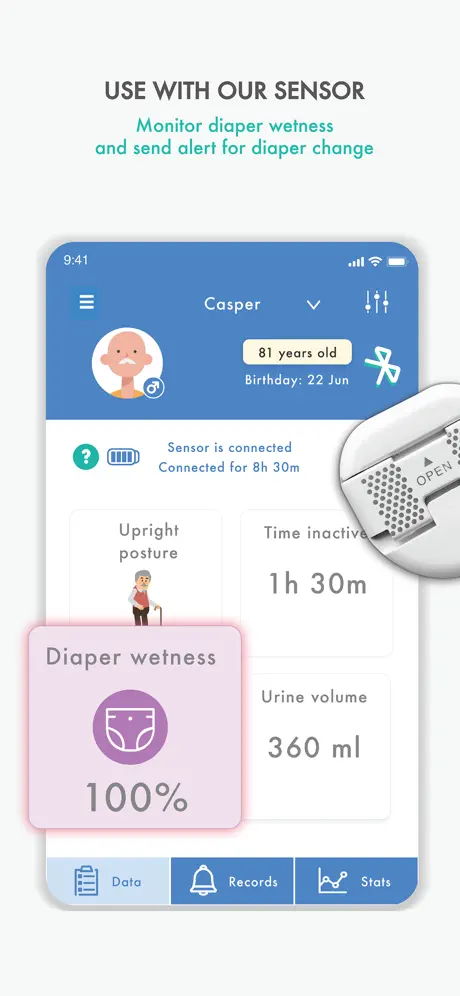 USE WITH OUR SENSOR
Monitor diaper wetness
and send alert for diaper change
9:41
Casper
81 years old
Birthday: 22 Jun
?
Sensor is connected
Connected for 8h 30m
OPEN
Upright
posture
Time inactive
1h 30m
Diaper wetness
100%
Urine volume
360 ml
Data
Records
Stats